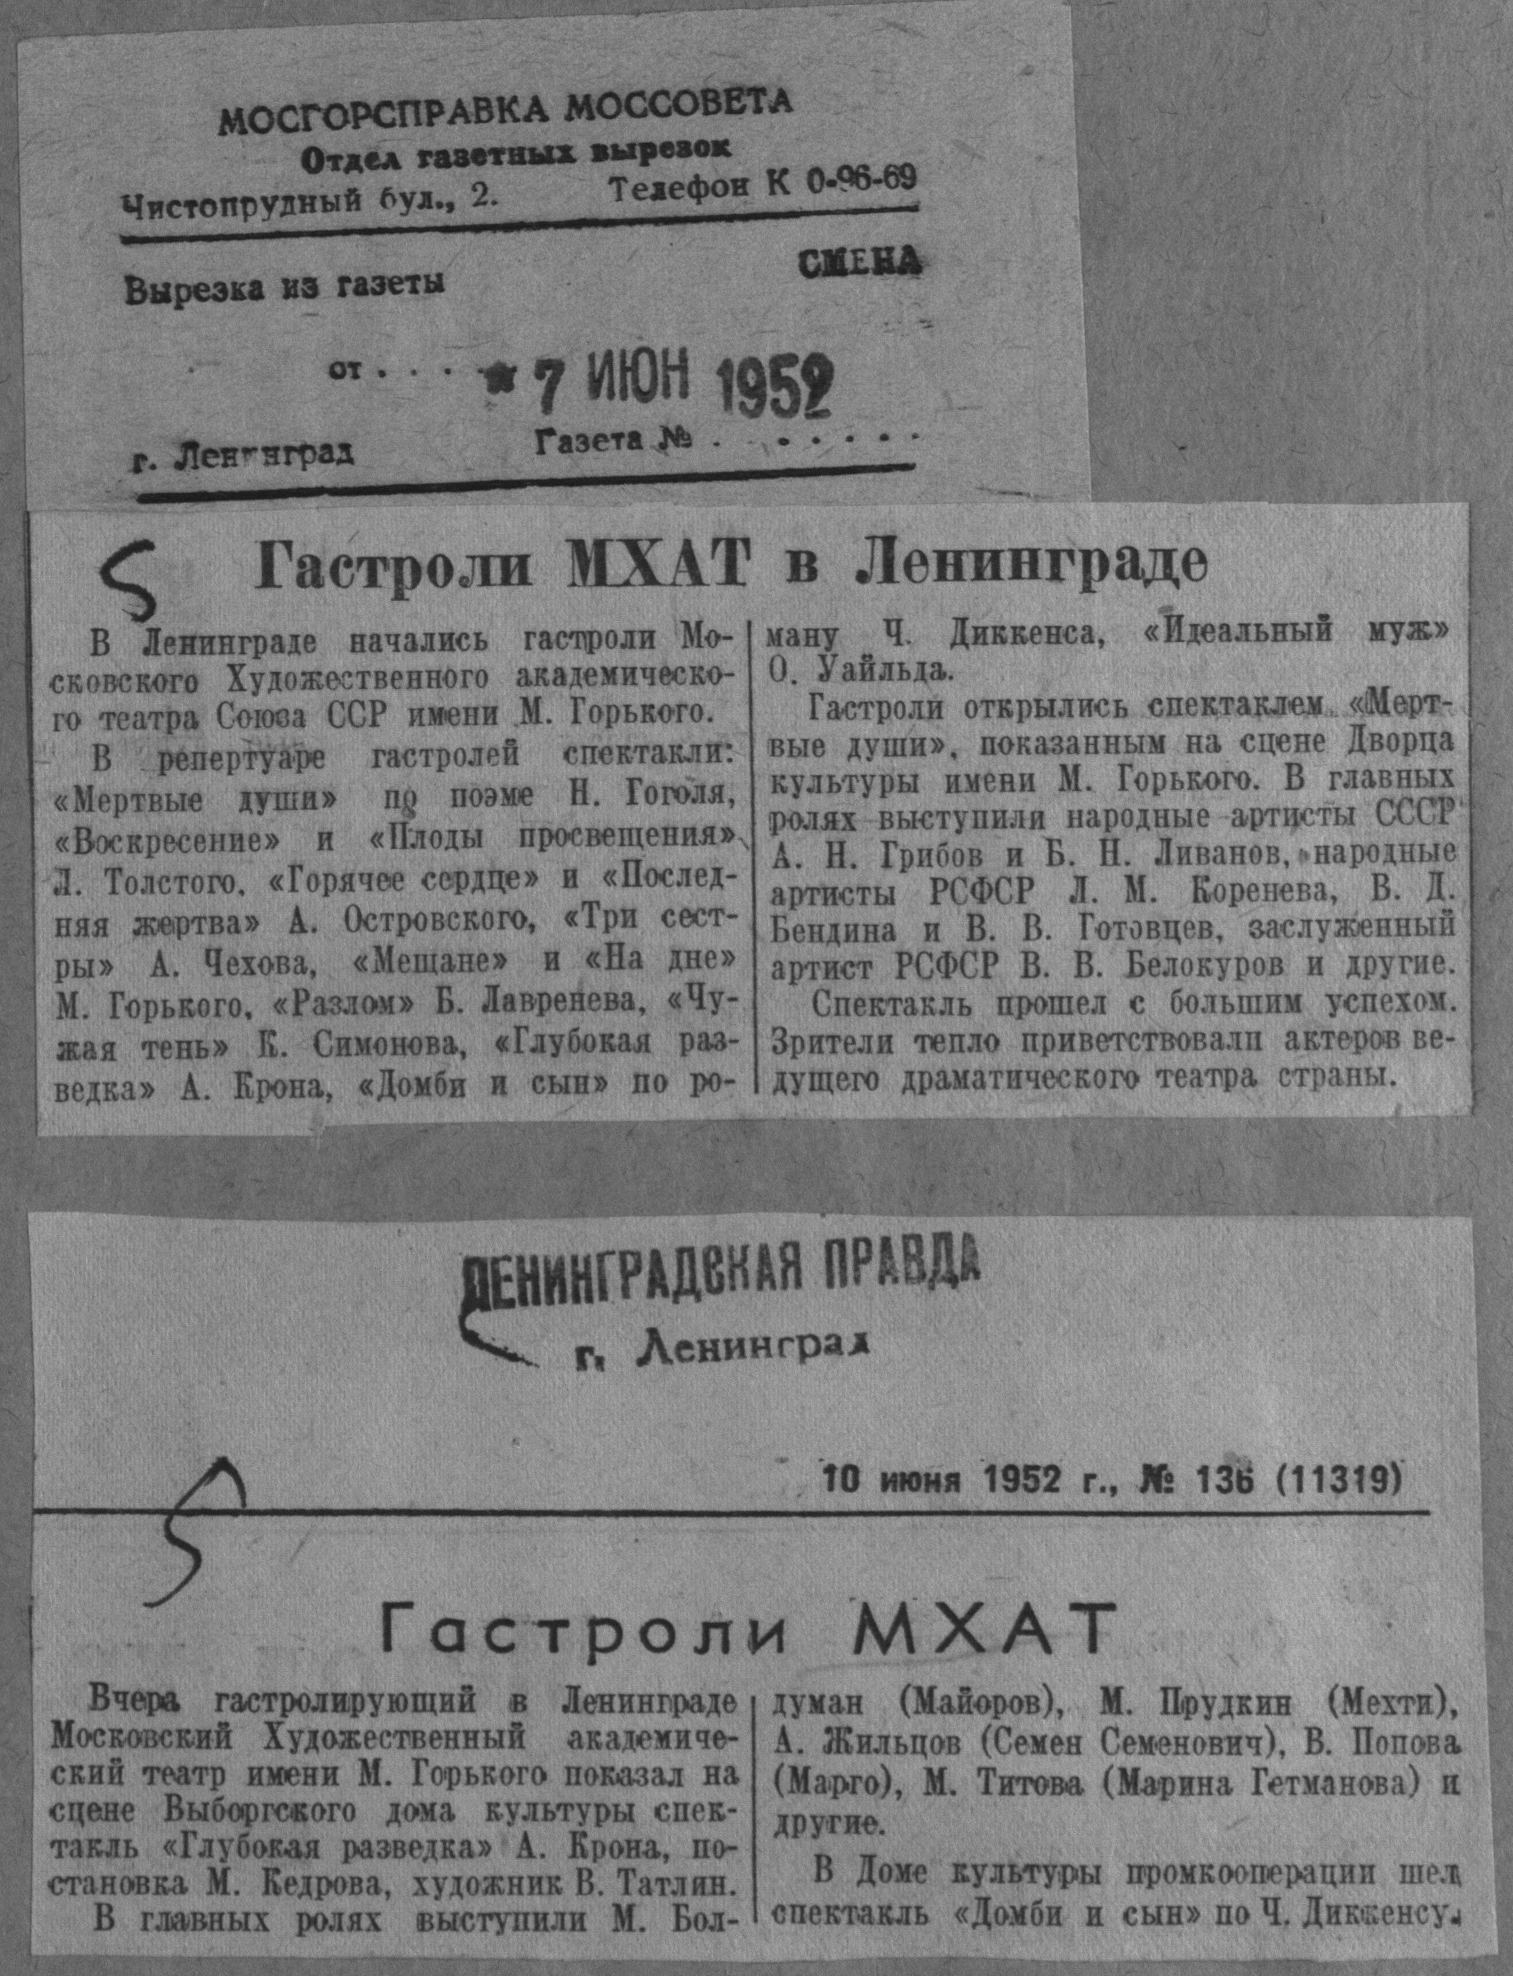 МОСГОРСПРАВКА МОССОВЕТА
Отдел газетных вырезок
Чистопрудный бул., 2. Телефон К 0-96-69
Вырезка из газеты СМЕНА
от . . . . 7 ИЮН 1952
г. Ленинград Газета № . . . . . . .
5
Гастроли МХАТ в Ленинграде
В Ленинграде начались гастроли Мо-
сковского Художественного академическо-
го театра Союза ССР имени М. Горького.
В репертуаре гастролей спектакли:
«Мертвые души» по поэме Н. Гоголя,
«Воскресение» и «Плоды просвещения»
Л. Толстого, «Горячее сердце» и «Послед-
няя жертва» А. Островского, «Три сест-
ры» А. Чехова, «Мещане» и «На дне»
М. Горького, «Разлом» Б. Лавренева, «Чу-
жая тень» К. Симонова, «Глубокая раз-
ведка» А. Крона, «Домби и сын» по ро-
ману Ч. Диккенса, «Идеальный муж»
О. Уайльда.
Гастроли открылись спектаклем «Мерт-
вые души», показанным на сцене Дворца
культуры имени М. Горького. В главных
ролях выступили народные артисты СССР
А. Н. Грибов и Б. Н. Ливанов, народные
артисты РСФСР Л. М. Коренева, В. Д.
Бендина и В. В. Готовцев, заслуженный
артист РСФСР В. В. Белокуров и другие.
Спектакль прошел с большим успехом.
Зрители тепло приветствовали актеров ве-
дущего драматического театра страны.
ЛЕНИНГРАДСКАЯ ПРАВДА
г. Ленинград
10 июня 1952 г., № 136 (11319)
5
Гастроли МХАТ
Вчера гастролирующий в Ленинграде
Московский Художественный академиче-
ский театр имени М. Горького показал на
сцене Выборгского дома культуры спек-
такль «Глубокая разведка» А. Крона, по-
становка М. Кедрова, художник В. Татлин.
В главных ролях выступили М. Бол-
думан (Майоров), М. Прудкин (Мехти),
А. Жильцов (Семен Семенович), В. Попова
(Марго), М. Титова (Марина Гетманова) и
другие.
В Доме культуры промкооперации шел
спектакль «Домби и сын» по Ч. Диккенсу.